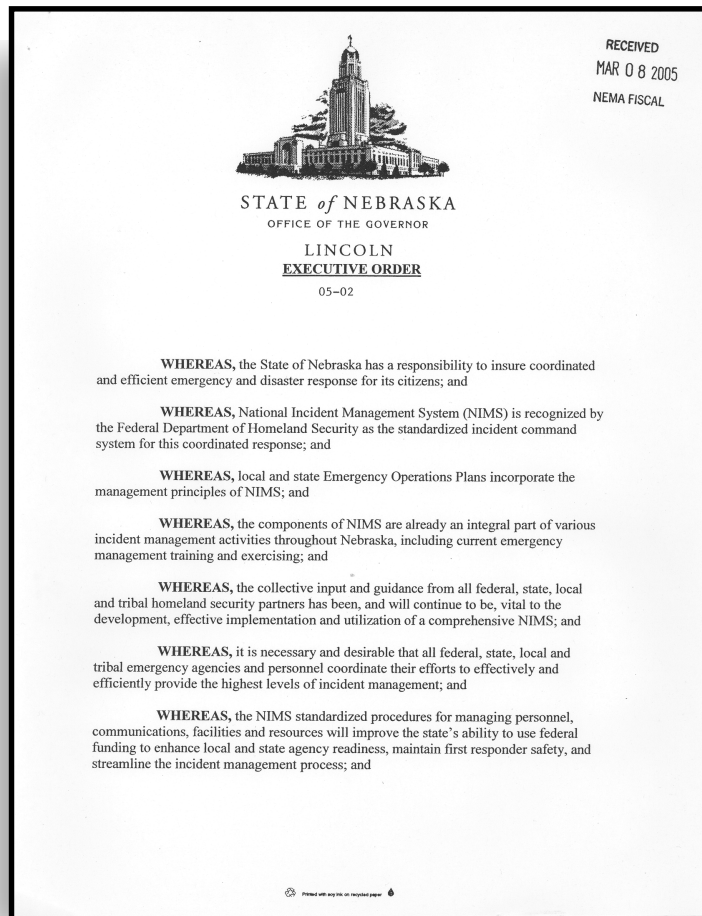 RECEIVED
MAR 08 2005
NEMA FISCAL
STATE of NEBRASKA
OFFICE OF THE GOVERNOR
LINCOLN
EXECUTIVE ORDER
05-02
WHEREAS, the State of Nebraska has a responsibility to insure coordinated
and efficient emergency and disaster response for its citizens; and
WHEREAS, National Incident Management System (NIMS) is recognized by
the Federal Department of Homeland Security as the standardized incident command
system for this coordinated response; and
WHEREAS, local and state Emergency Operations Plans incorporate the
management principles of NIMS; and
WHEREAS, the components of NIMS are already an integral part of various
incident management activities throughout Nebraska, including current emergency
management training and exercising; and
WHEREAS, the collective input and guidance from all federal, state, local
and tribal homeland security partners has been, and will continue to be, vital to the
development, effective implementation and utilization of a comprehensive NIMS; and
WHEREAS, it is necessary and desirable that all federal, state, local and
tribal emergency agencies and personnel coordinate their efforts to effectively and
efficiently provide the highest levels of incident management; and
WHEREAS, the NIMS standardized procedures for managing personnel,
communications, facilities and resources will improve the state's ability to use federal
funding to enhance local and state agency readiness, maintain first responder safety, and
streamline the incident management process; and
Printed with soy ink on recycled paper